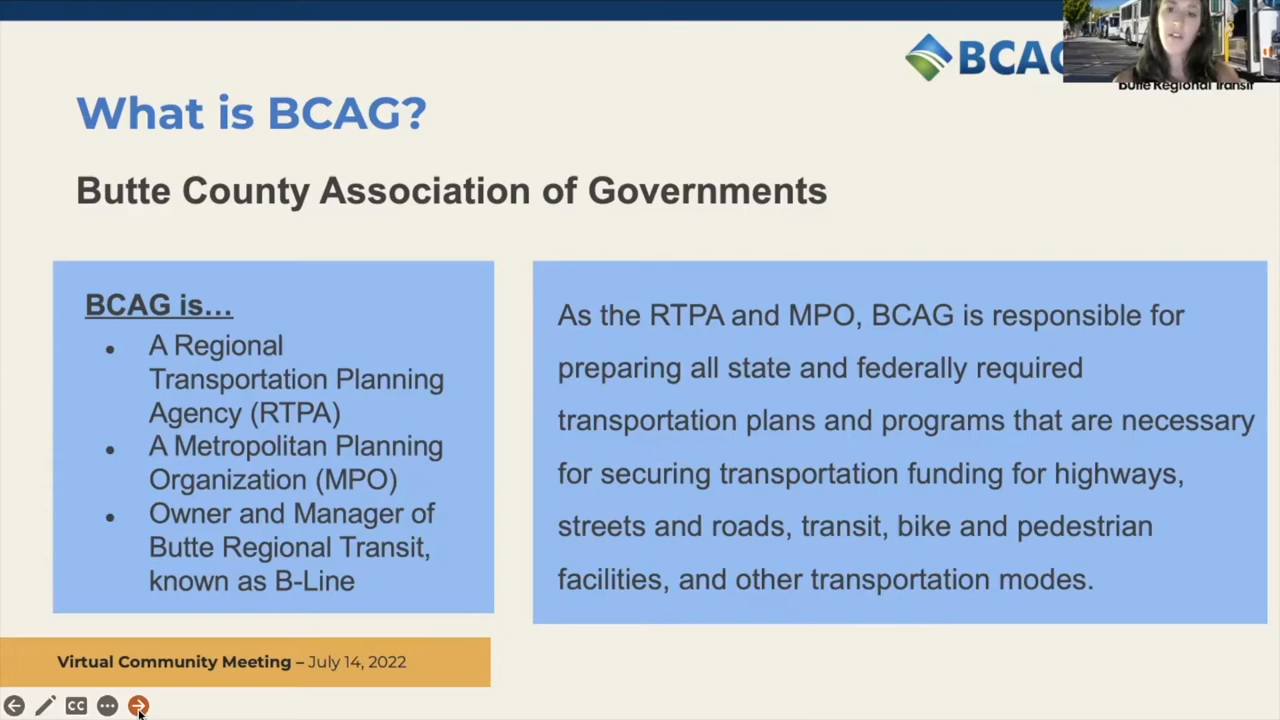 BCAG
Butte Regional Transit
What is BCAG?
Butte County Association of Governments
BCAG is…
• A Regional
Transportation Planning
Agency (RTPA)
• A Metropolitan Planning
Organization (MPO)
• Owner and Manager of
Butte Regional Transit,
known as B-Line
As the RTPA and MPO, BCAG is responsible for
preparing all state and federally required
transportation plans and programs that are necessary
for securing transportation funding for highways,
streets and roads, transit, bike and pedestrian
facilities, and other transportation modes.
Virtual Community Meeting – July 14, 2022
CC